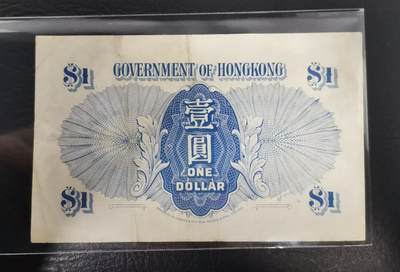 $1 GOVERNMENT OF HONGKONG $1
壹
圓
ONE
DOLLAR
$1 $1